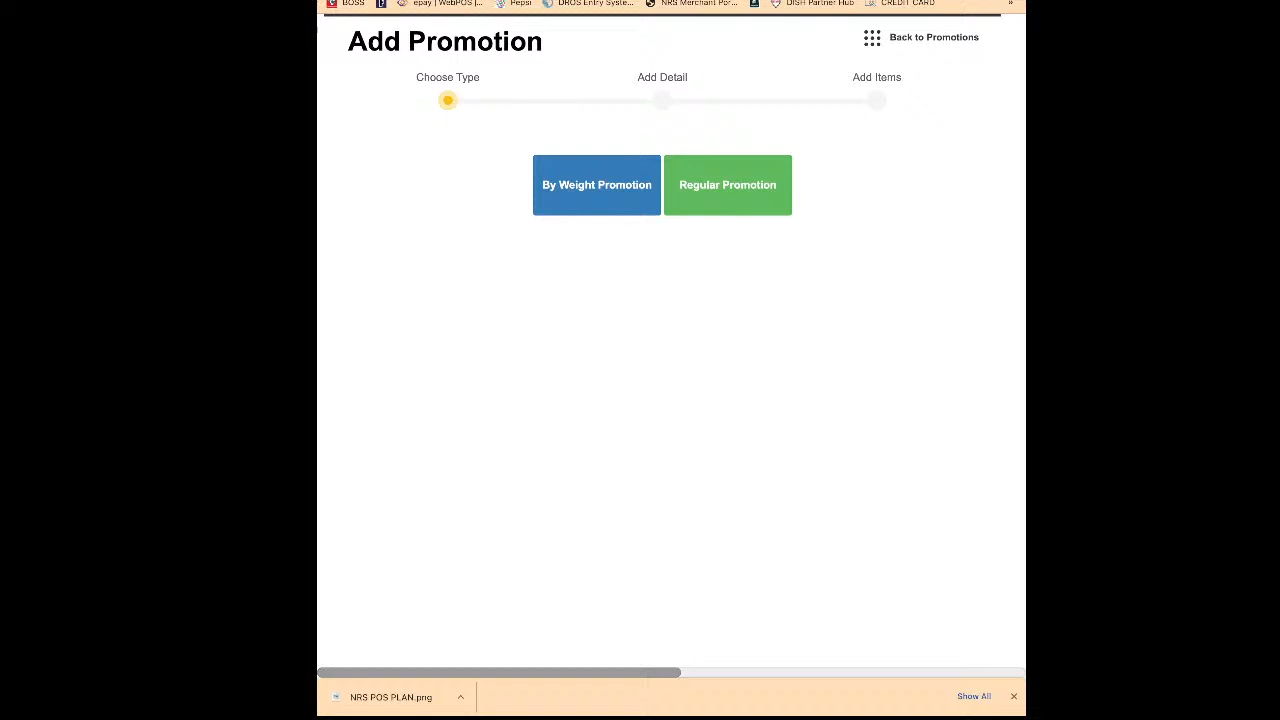 BOSS epay | WebPOS |... Pepsi DROS Entry Syste... NRS Merchant Por... DISH Partner Hub CREDIT CARD »
Add Promotion
Back to Promotions
Choose Type Add Detail Add Items
By Weight Promotion Regular Promotion
NRS POS PLAN.png Show All